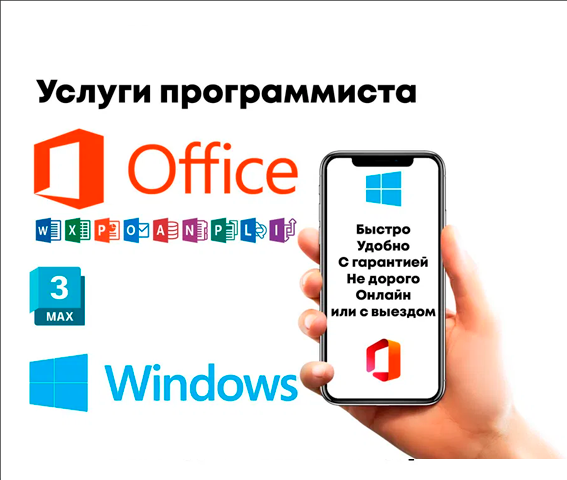 Услуги программиста
Office
W X P O A N P L I
3
MAX
Windows
Быстро
Удобно
С гарантией
Не дорого
Онлайн
или с выездом